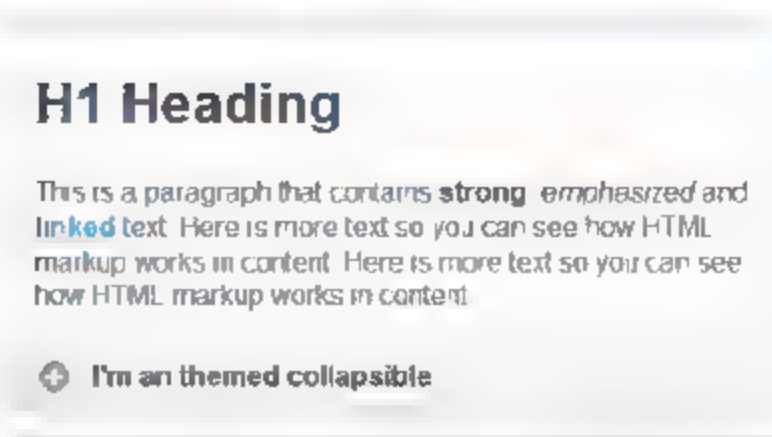 H1 Heading
This is a paragraph that contains strong emphasized and
linked text Here is more text so you can see how HTML
markup works in content Here is more text so you can see
how HTML markup works in content
I'm an themed collapsible